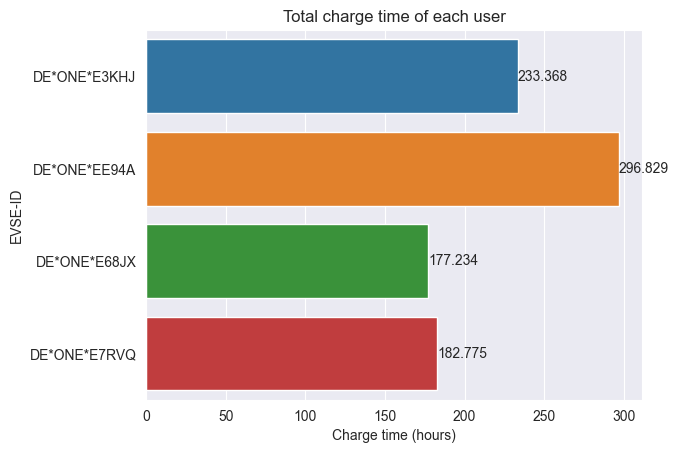 Total charge time of each user
DE*ONE*E3KHJ
233.368
DE*ONE*EE94A
296.829
DE*ONE*E68JX
177.234
DE*ONE*E7RVQ
182.775
EVSE-ID
0 50 100 150 200 250 300
Charge time (hours)